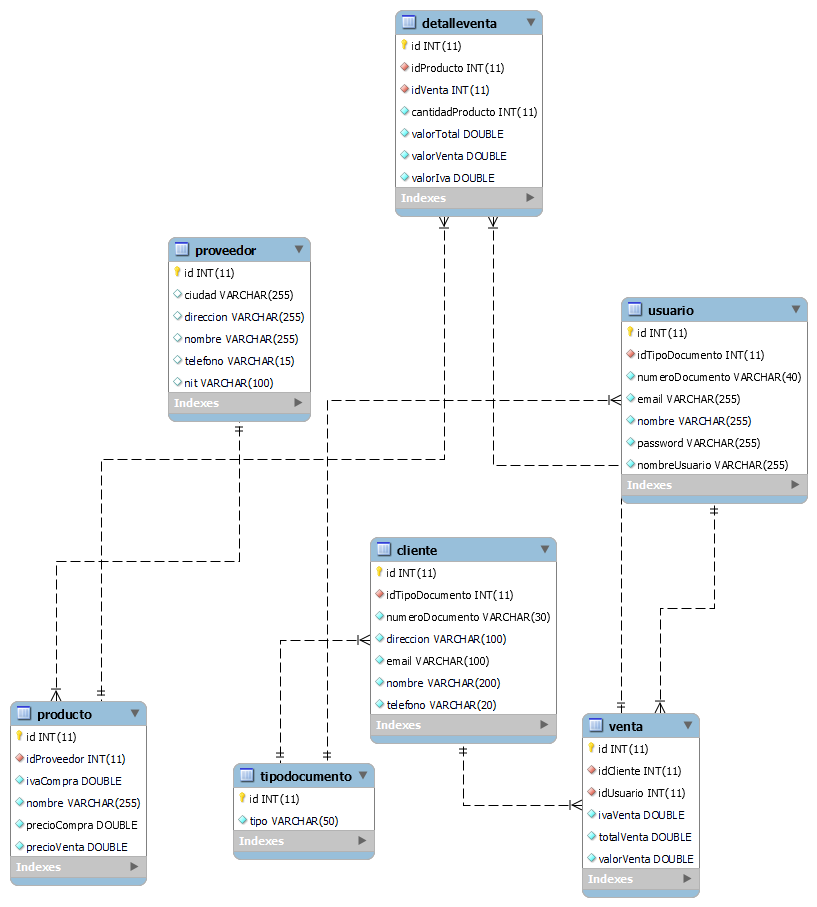 detalleventa
id INT(11)
idProducto INT(11)
idVenta INT(11)
cantidadProducto INT(11)
valorTotal DOUBLE
valorVenta DOUBLE
valorIva DOUBLE
Indexes
proveedor
id INT(11)
ciudad VARCHAR(255)
direccion VARCHAR(255)
nombre VARCHAR(255)
telefono VARCHAR(15)
nit VARCHAR(100)
Indexes
usuario
id INT(11)
idTipoDocumento INT(11)
numeroDocumento VARCHAR(40)
email VARCHAR(255)
nombre VARCHAR(255)
password VARCHAR(255)
nombreUsuario VARCHAR(255)
Indexes
cliente
id INT(11)
idTipoDocumento INT(11)
numeroDocumento VARCHAR(30)
direccion VARCHAR(100)
email VARCHAR(100)
nombre VARCHAR(200)
telefono VARCHAR(20)
Indexes
producto
id INT(11)
idProveedor INT(11)
ivaCompra DOUBLE
nombre VARCHAR(255)
precioCompra DOUBLE
precioVenta DOUBLE
Indexes
tipodocumento
id INT(11)
tipo VARCHAR(50)
Indexes
venta
id INT(11)
idCliente INT(11)
idUsuario INT(11)
ivaVenta DOUBLE
totalVenta DOUBLE
valorVenta DOUBLE
Indexes